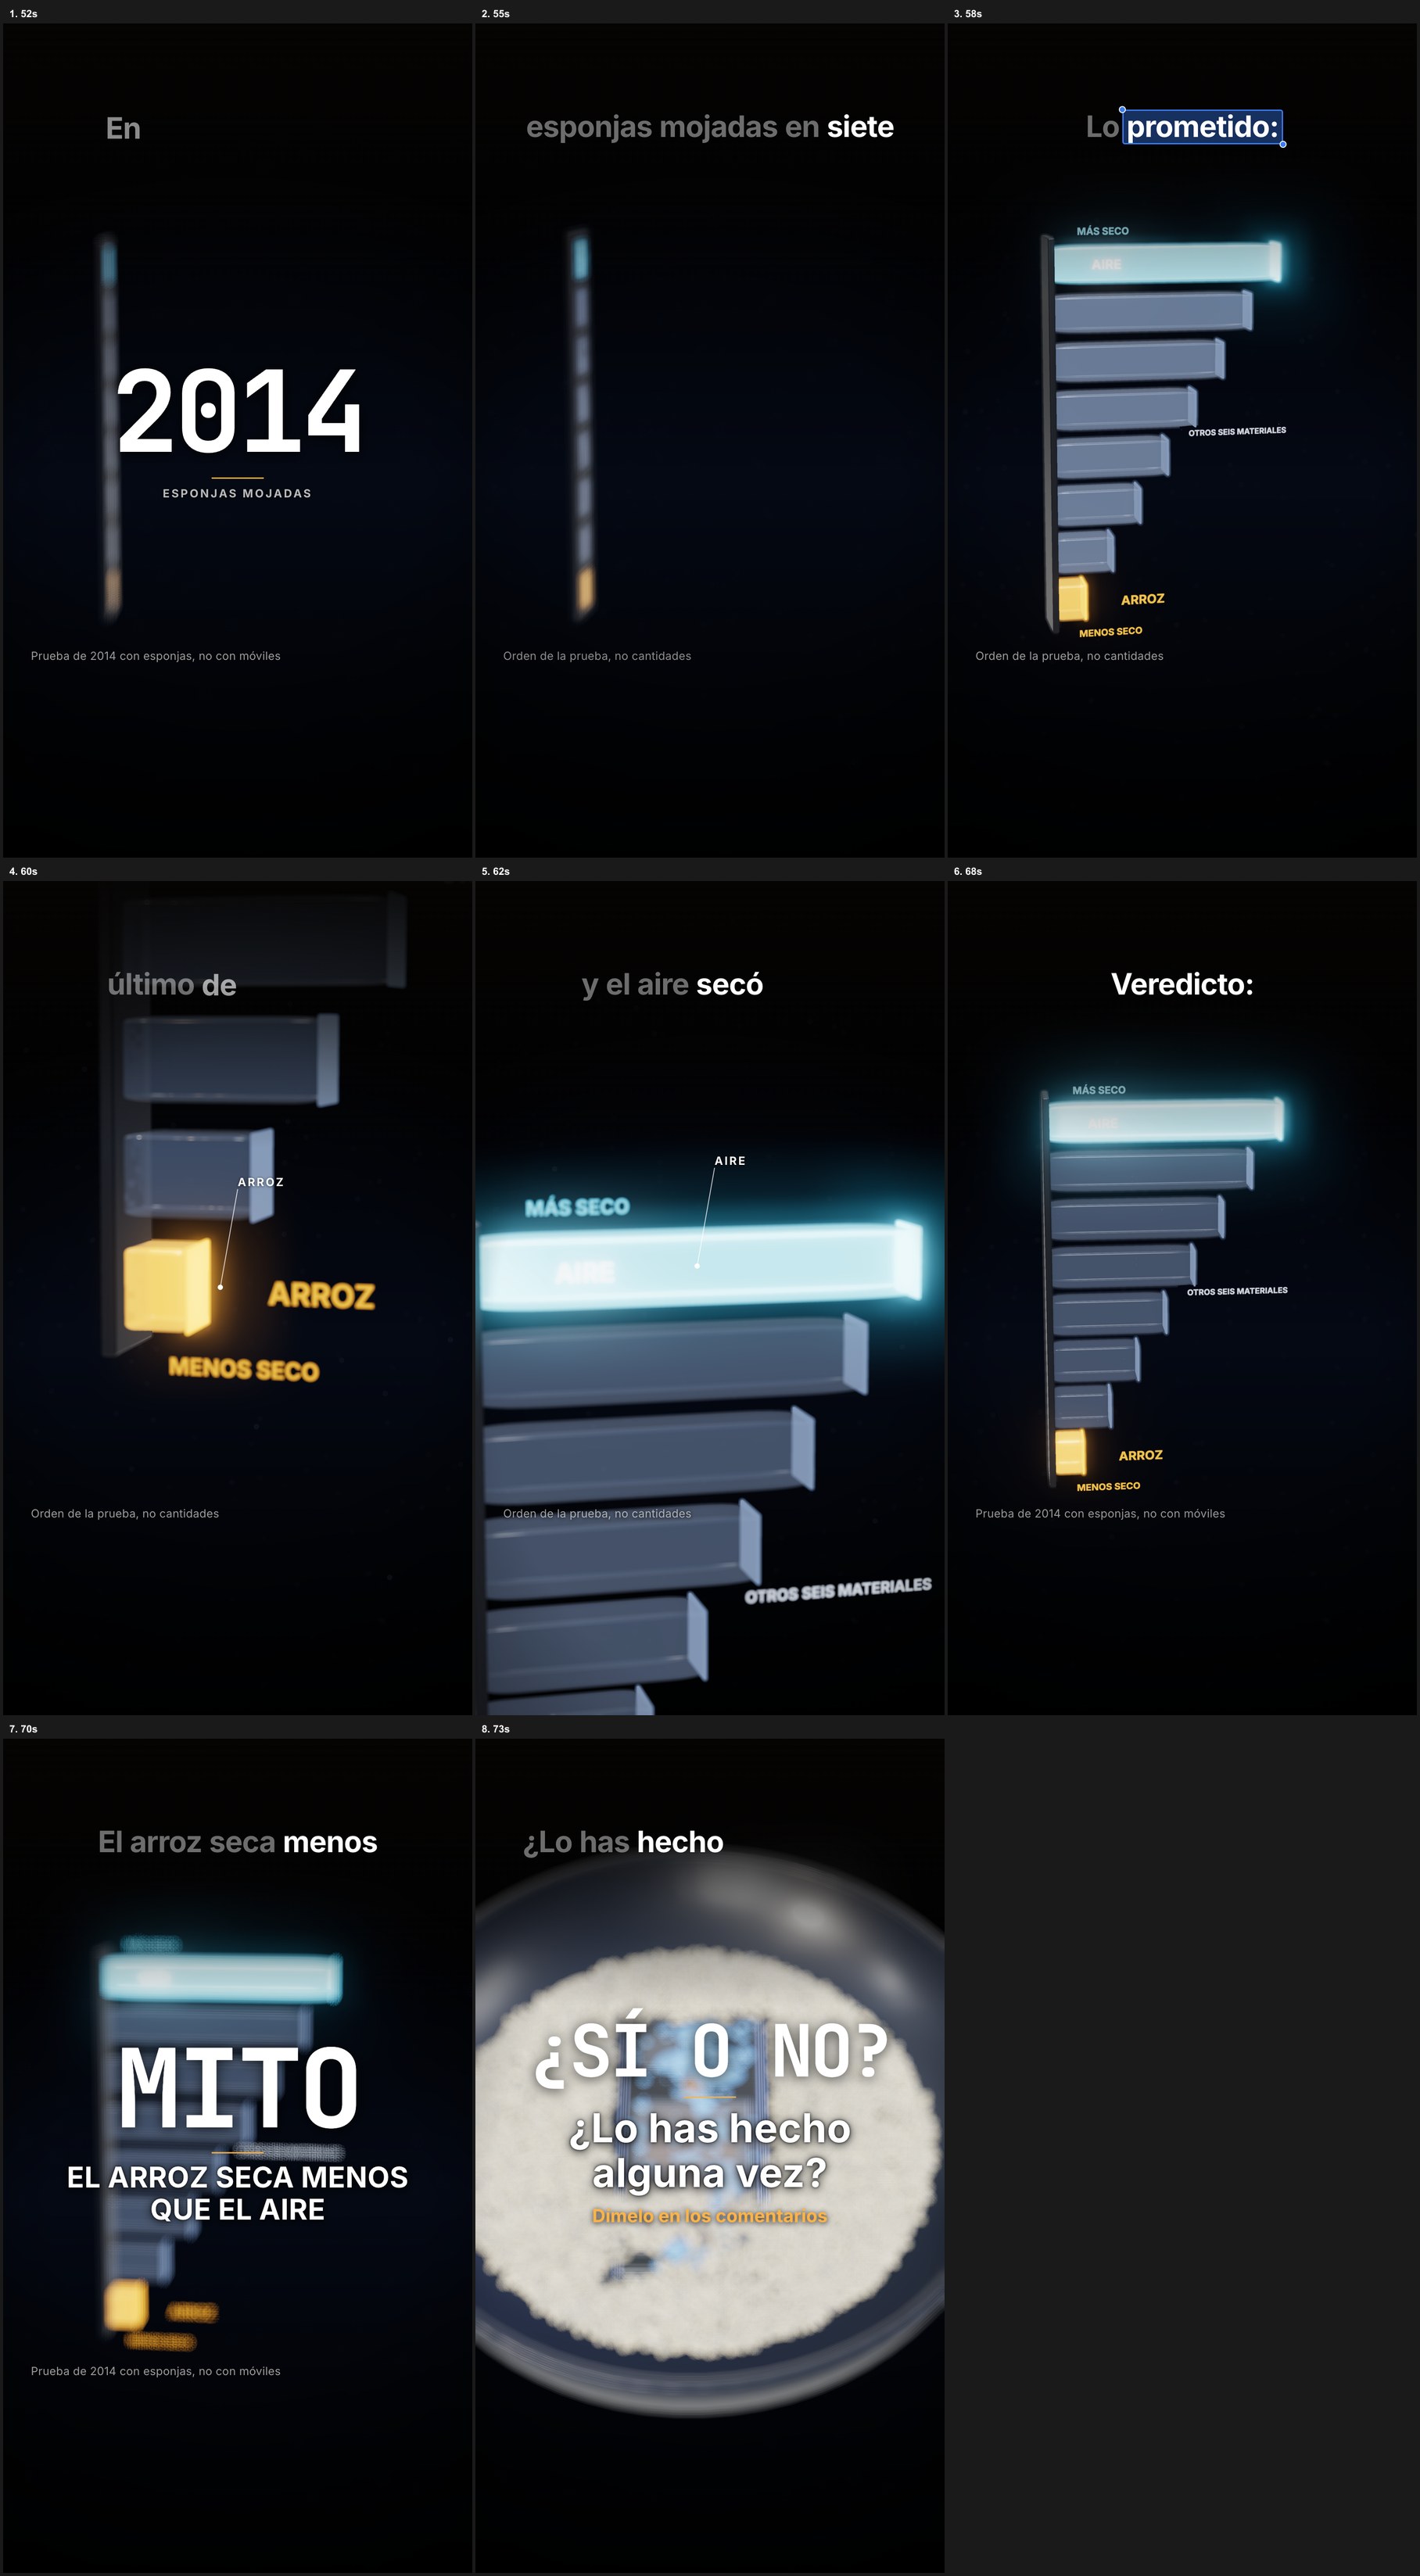 1. 52s
En
2014
ESPONJAS MOJADAS
Prueba de 2014 con esponjas, no con móviles
2. 55s
esponjas mojadas en siete
Orden de la prueba, no cantidades
3. 58s
Lo prometido:
MÁS SECO
AIRE
OTROS SEIS MATERIALES
ARROZ
MENOS SECO
Orden de la prueba, no cantidades
4. 60s
último de
ARROZ
ARROZ
MENOS SECO
Orden de la prueba, no cantidades
5. 62s
y el aire secó
AIRE
MÁS SECO
AIRE
Orden de la prueba, no cantidades
OTROS SEIS MATERIALES
6. 68s
Veredicto:
MÁS SECO
AIRE
OTROS SEIS MATERIALES
ARROZ
MENOS SECO
Prueba de 2014 con esponjas, no con móviles
7. 70s
El arroz seca menos
MITO
EL ARROZ SECA MENOS
QUE EL AIRE
Prueba de 2014 con esponjas, no con móviles
8. 73s
¿Lo has hecho
¿SÍ O NO?
¿Lo has hecho
alguna vez?
Dímelo en los comentarios